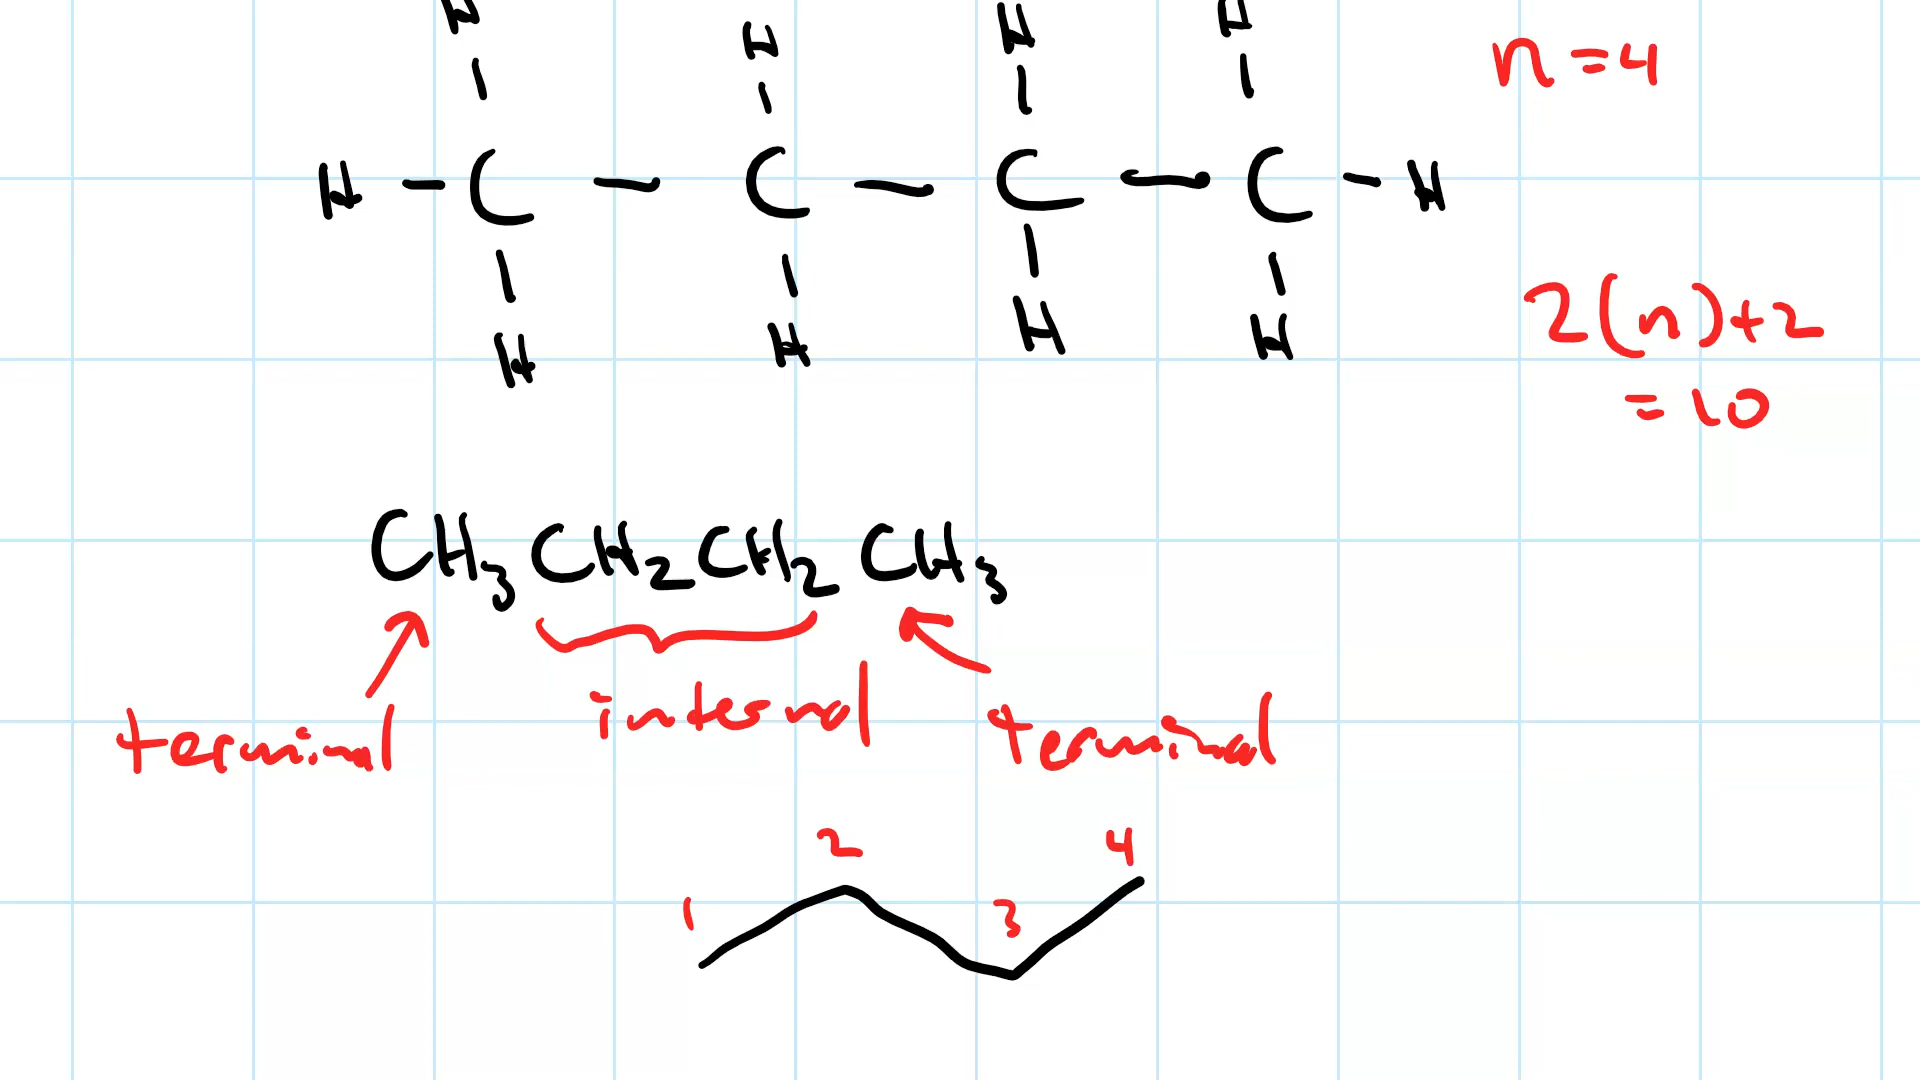 H H H H
n = 4
H - C - C - C - C - H
H H H H
2(n)+2
= 10
CH3CH2CH2CH3
terminal internal terminal
1 2 3 4